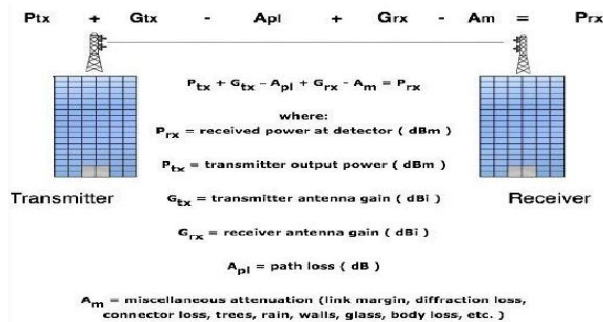 Ptx + Gtx - Apl + Grx - Am = Prx
Ptx + Gtx – Apl + Grx - Am = Prx
where:
Prx = received power at detector ( dBm )
Ptx = transmitter output power ( dBm )
Transmitter
Receiver
Gtx = transmitter antenna gain ( dBi )
Grx = receiver antenna gain ( dBi )
Apl = path loss ( dB )
Am = miscellaneous attenuation (link margin, diffraction loss,
connector loss, trees, rain, walls, glass, body loss, etc. )